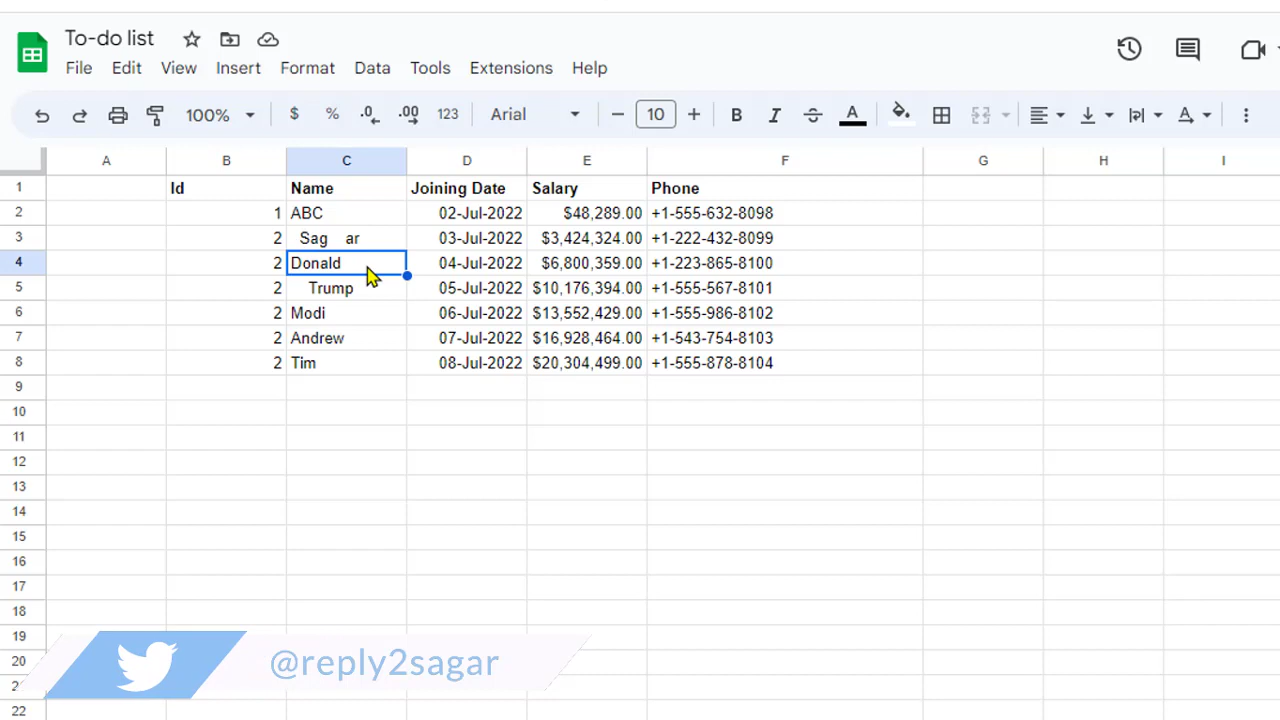 To-do list
File Edit View Insert Format Data Tools Extensions Help
100% $ % .0 .00 123 Arial 10 B I S A A
A B C D E F G H I
1 Id Name Joining Date Salary Phone
2 1 ABC 02-Jul-2022 $48,289.00 +1-555-632-8098
3 2 Sag ar 03-Jul-2022 $3,424,324.00 +1-222-432-8099
4 2 Donald 04-Jul-2022 $6,800,359.00 +1-223-865-8100
5 2 Trump 05-Jul-2022 $10,176,394.00 +1-555-567-8101
6 2 Modi 06-Jul-2022 $13,552,429.00 +1-555-986-8102
7 2 Andrew 07-Jul-2022 $16,928,464.00 +1-543-754-8103
8 2 Tim 08-Jul-2022 $20,304,499.00 +1-555-878-8104
9
10
11
12
13
14
15
16
17
18
19
20 @reply2sagar
22